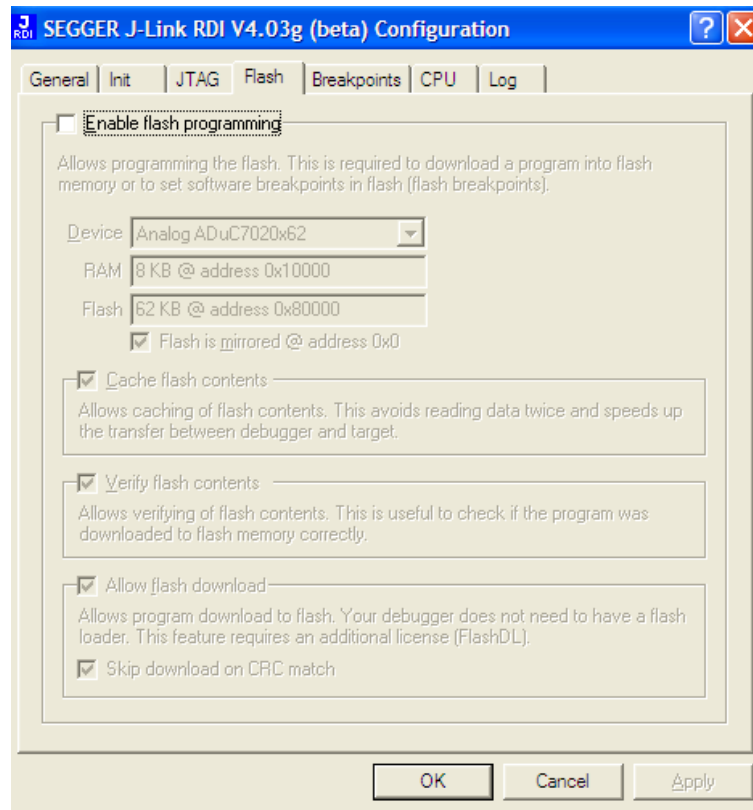 J RDI SEGGER J-Link RDI V4.03g (beta) Configuration
General Init JTAG Flash Breakpoints CPU Log
Enable flash programming
Allows programming the flash. This is required to download a program into flash
memory or to set software breakpoints in flash (flash breakpoints).
Device Analog ADuC7020x62
RAM 8 KB @ address 0x10000
Flash 62 KB @ address 0x80000
Flash is mirrored @ address 0x0
Cache flash contents
Allows caching of flash contents. This avoids reading data twice and speeds up
the transfer between debugger and target.
Verify flash contents
Allows verifying of flash contents. This is useful to check if the program was
downloaded to flash memory correctly.
Allow flash download
Allows program download to flash. Your debugger does not need to have a flash
loader. This feature requires an additional license (FlashDL).
Skip download on CRC match
OK Cancel Apply